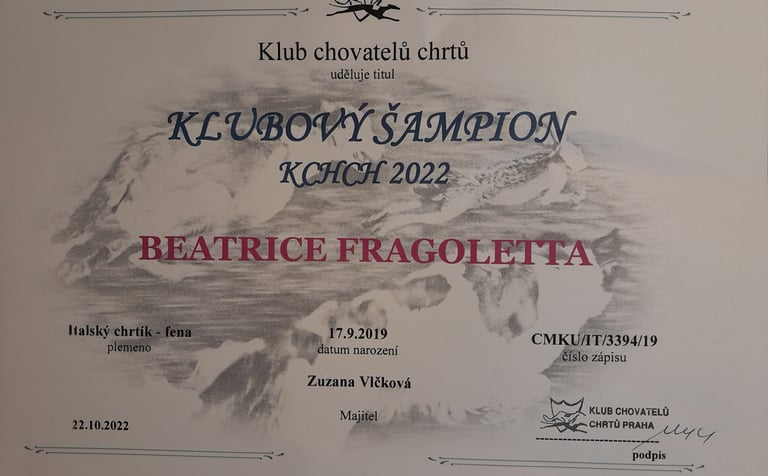 Klub chovatelů chrtů
uděluje titul
KLUBOVÝ ŠAMPION
KCHCH 2022
BEATRICE FRAGOLETTA
Italský chrtík - fena
plemeno
17.9.2019
datum narození
CMKU/IT/3394/19
číslo zápisu
Zuzana Vlčková
Majitel
22.10.2022
KLUB CHOVATELŮ
CHRTŮ PRAHA
podpis